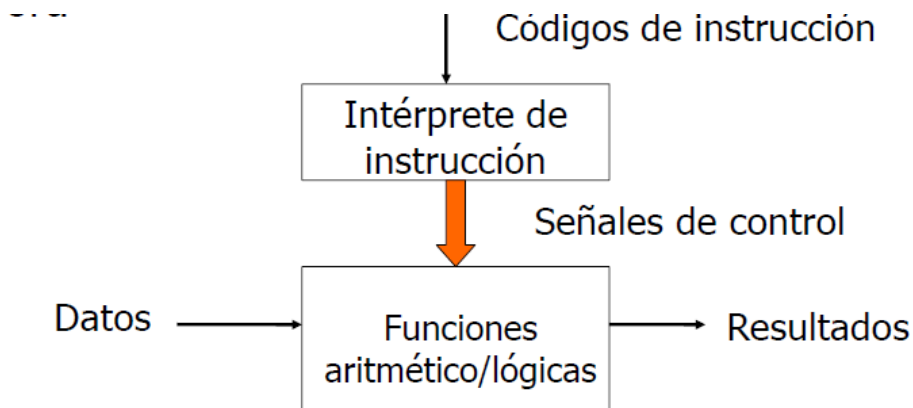 Códigos de instrucción
Intérprete de
instrucción
Señales de control
Datos
Funciones
aritmético/lógicas
Resultados